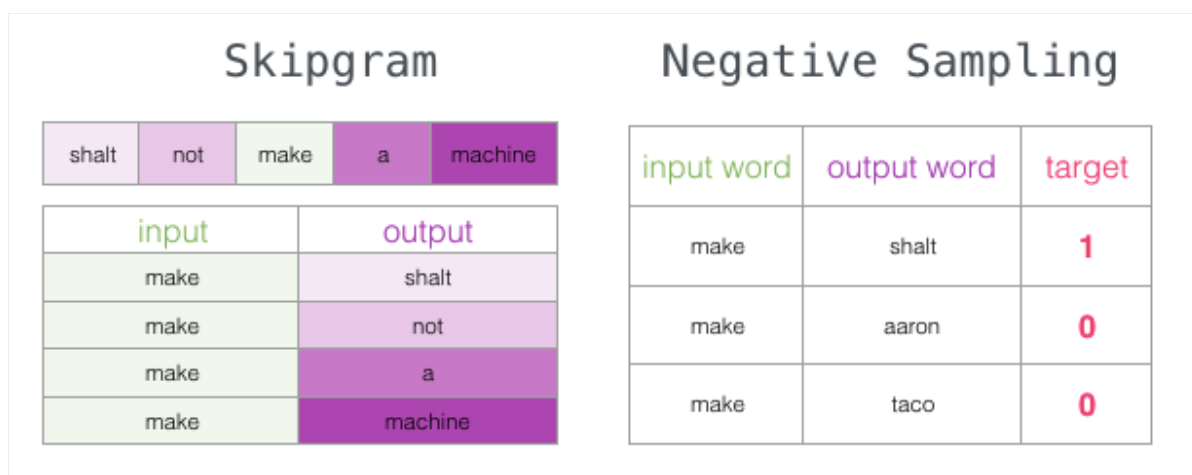 Skipgram
shalt not make a machine
input output
make shalt
make not
make a
make machine
Negative Sampling
input word output word target
make shalt 1
make aaron 0
make taco 0